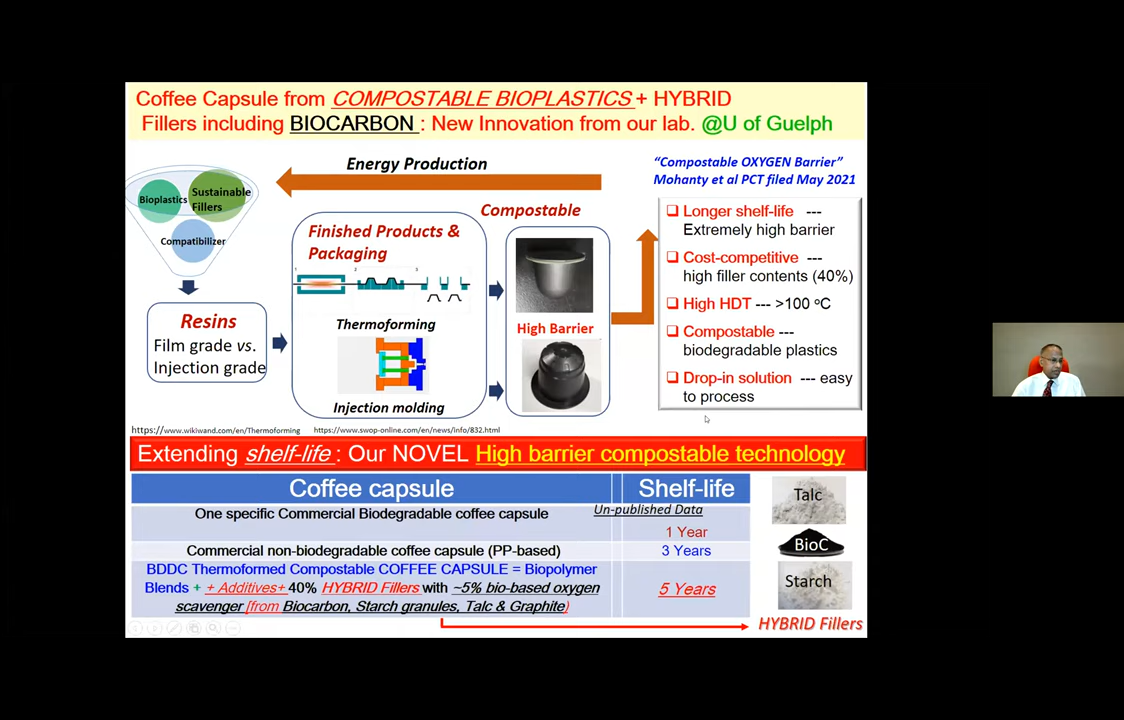 Coffee Capsule from COMPOSTABLE BIOPLASTICS + HYBRID
Fillers including BIOCARBON : New Innovation from our lab. @U of Guelph
Energy Production
"Compostable OXYGEN Barrier"
Mohanty et al PCT filed May 2021
Bioplastics
Sustainable
Fillers
Compatibilizer
Resins
Film grade vs.
Injection grade
Finished Products &
Packaging
1
2
3
Thermoforming
Injection molding
Compostable
High Barrier
Longer shelf-life ---
Extremely high barrier
Cost-competitive ---
high filler contents (40%)
High HDT --- >100 ºC
Compostable ---
biodegradable plastics
Drop-in solution --- easy
to process
https://www.wikiwand.com/en/Thermoforming
https://www.swop-online.com/en/news/info/832.html
Extending shelf-life : Our NOVEL High barrier compostable technology
Coffee capsule
Shelf-life
One specific Commercial Biodegradable coffee capsule
Un-published Data
1 Year
Commercial non-biodegradable coffee capsule (PP-based)
3 Years
BDDC Thermoformed Compostable COFFEE CAPSULE = Biopolymer
Blends + + Additives+ 40% HYBRID Fillers with ~5% bio-based oxygen
scavenger [from Biocarbon, Starch granules, Talc & Graphite)
5 Years
Talc
BioC
Starch
HYBRID Fillers